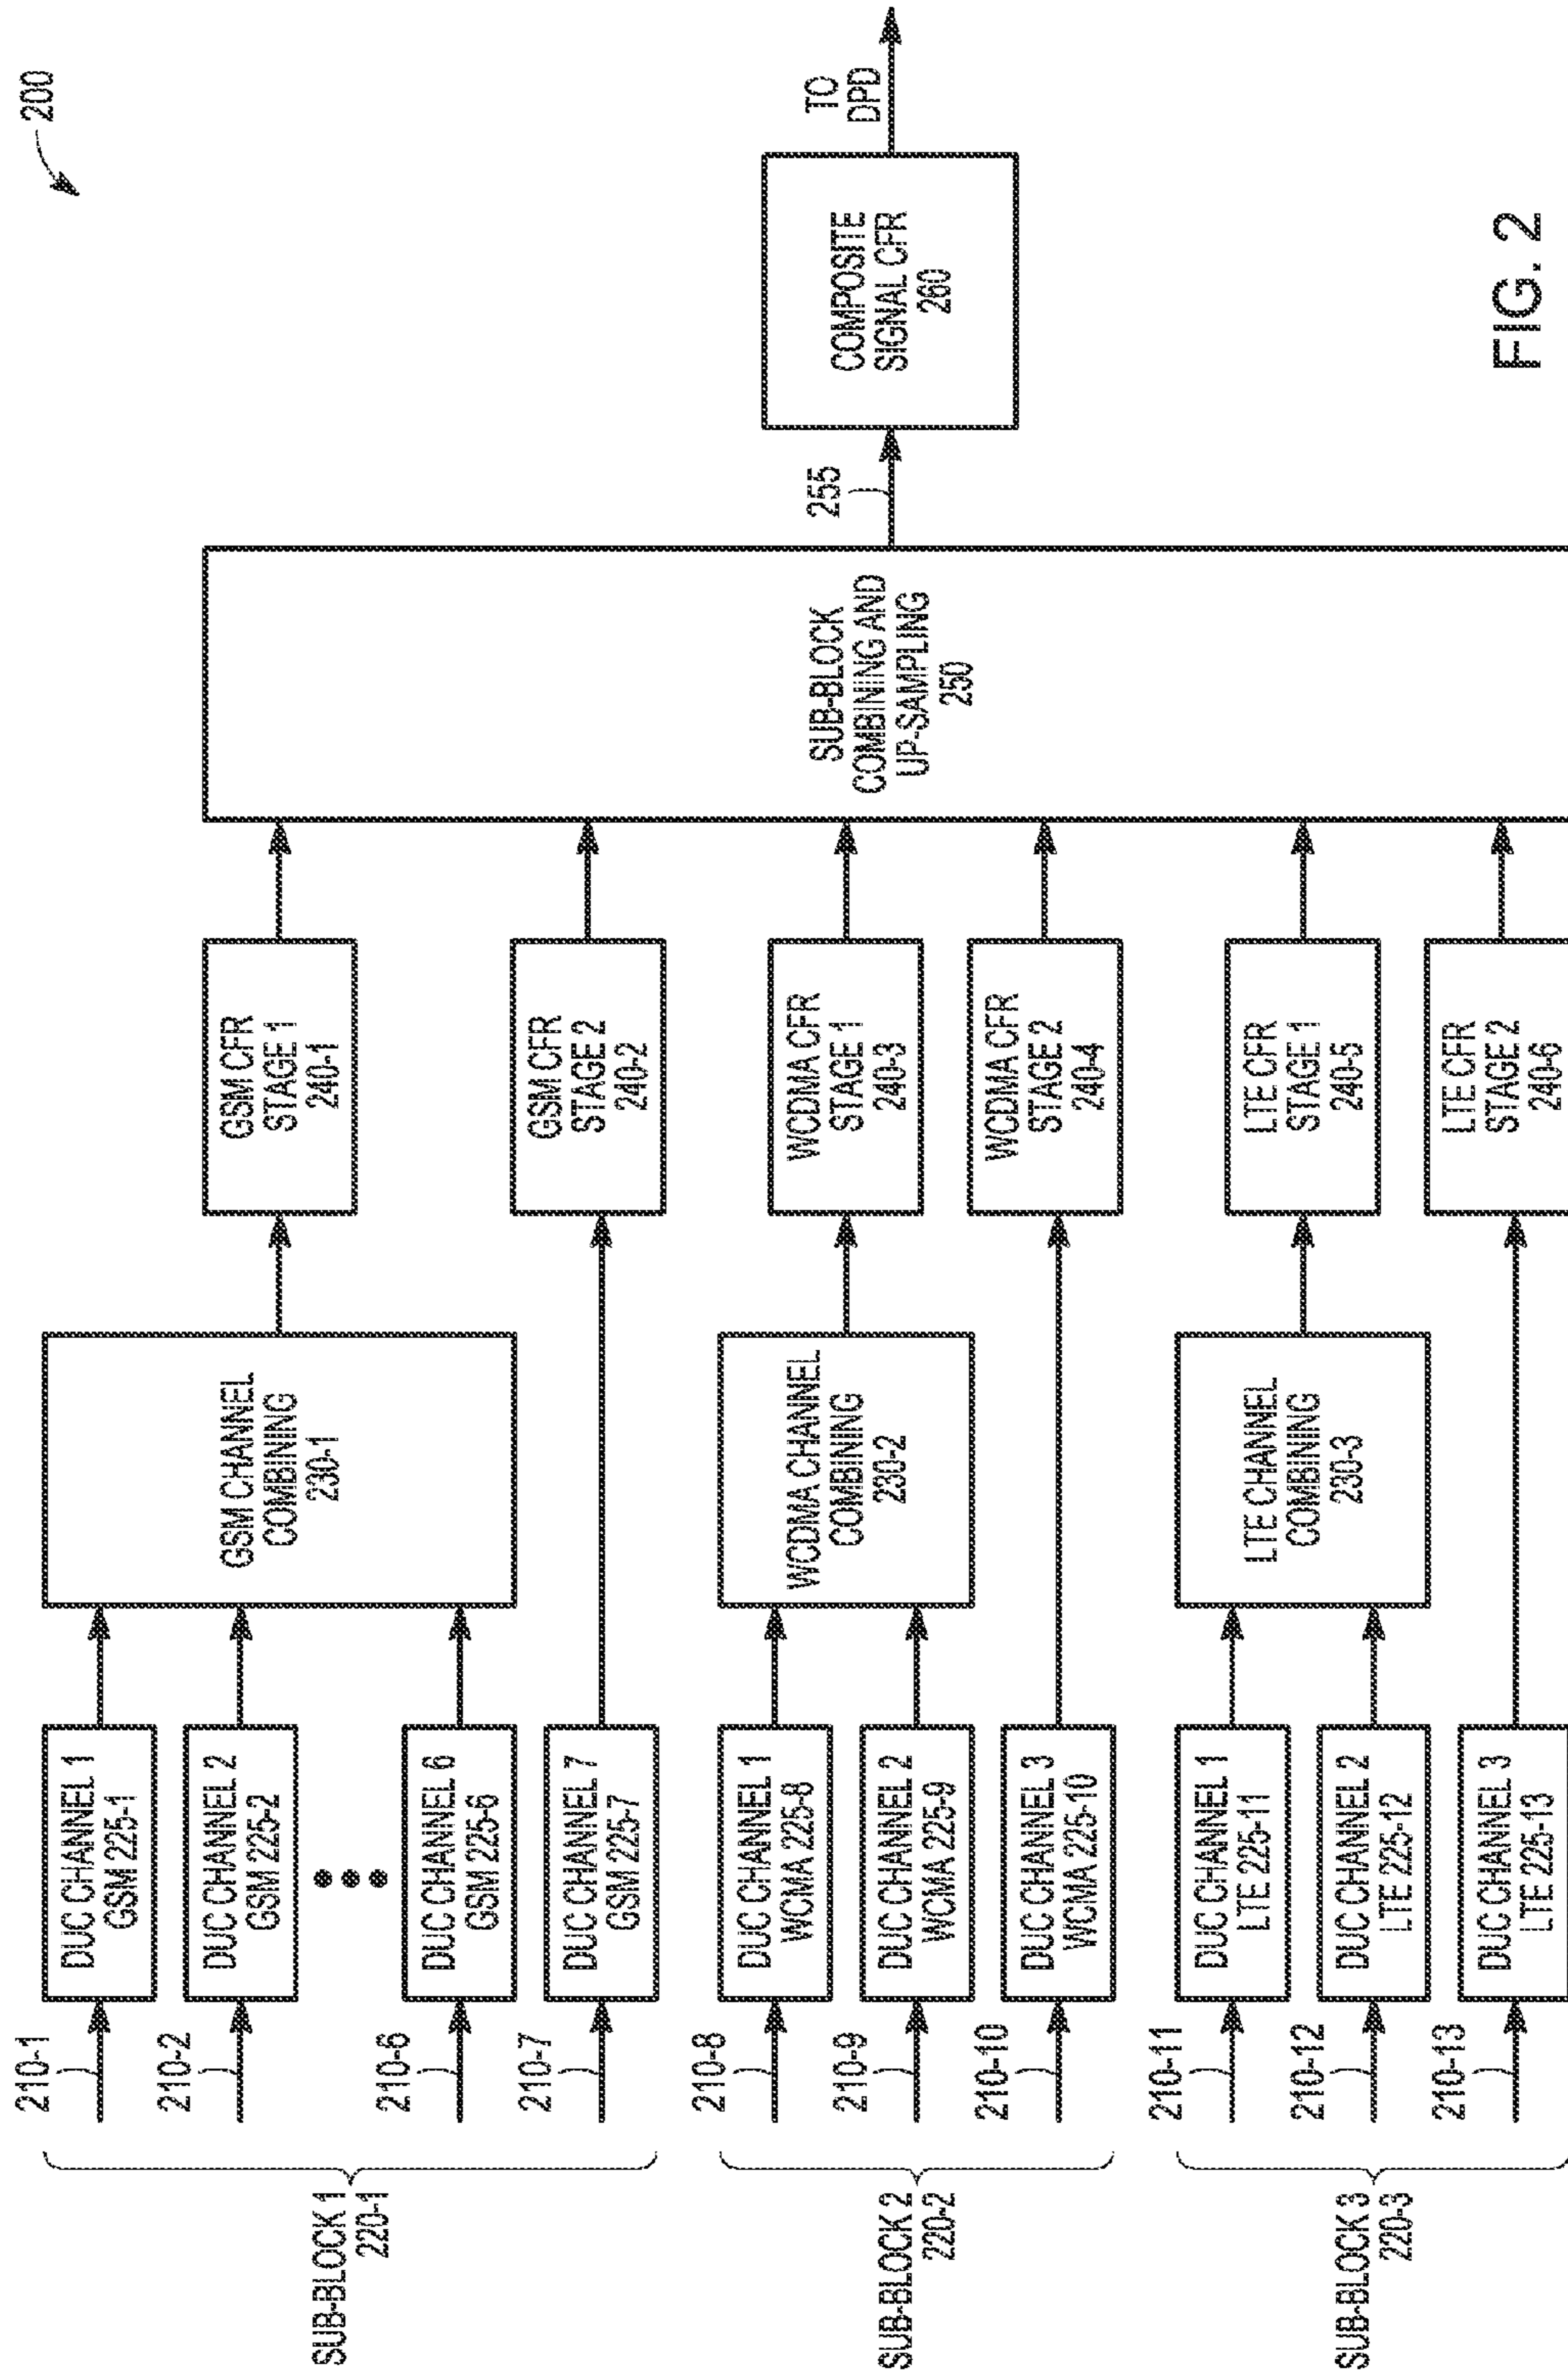 200
SUB-BLOCK 1
220-1
210-1
DUC CHANNEL 1
GSM 225-1
210-2
DUC CHANNEL 2
GSM 225-2
210-6
DUC CHANNEL 6
GSM 225-6
210-7
DUC CHANNEL 7
GSM 225-7
GSM CHANNEL
COMBINING
230-1
GSM CFR
STAGE 1
240-1
GSM CFR
STAGE 2
240-2
SUB-BLOCK 2
220-2
210-8
DUC CHANNEL 1
WCMA 225-8
210-9
DUC CHANNEL 2
WCMA 225-9
210-10
DUC CHANNEL 3
WCMA 225-10
WCDMA CHANNEL
COMBINING
230-2
WCDMA CFR
STAGE 1
240-3
WCDMA CFR
STAGE 2
240-4
SUB-BLOCK 3
220-3
210-11
DUC CHANNEL 1
LTE 225-11
210-12
DUC CHANNEL 2
LTE 225-12
210-13
DUC CHANNEL 3
LTE 225-13
LTE CHANNEL
COMBINING
230-3
LTE CFR
STAGE 1
240-5
LTE CFR
STAGE 2
240-6
SUB-BLOCK
COMBINING AND
UP-SAMPLING
250
255
COMPOSITE
SIGNAL CFR
260
TO
DPD
FIG. 2